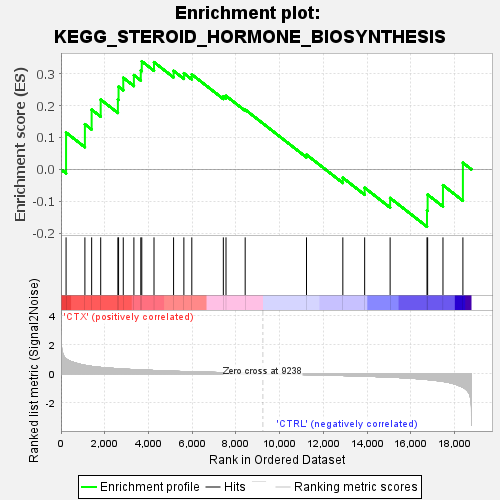 Enrichment plot:
KEGG_STEROID_HORMONE_BIOSYNTHESIS
Enrichment score (ES)
0.3
0.2
0.1
0.0
-0.1
-0.2
'CTX' (positively correlated)
Ranked list metric (Signal2Noise)
4
2
0
-2
Zero cross at 9238
'CTRL' (negatively correlated)
0 2,000 4,000 6,000 8,000 10,000 12,000 14,000 16,000 18,000
Rank in Ordered Dataset
Enrichment profile Hits Ranking metric scores